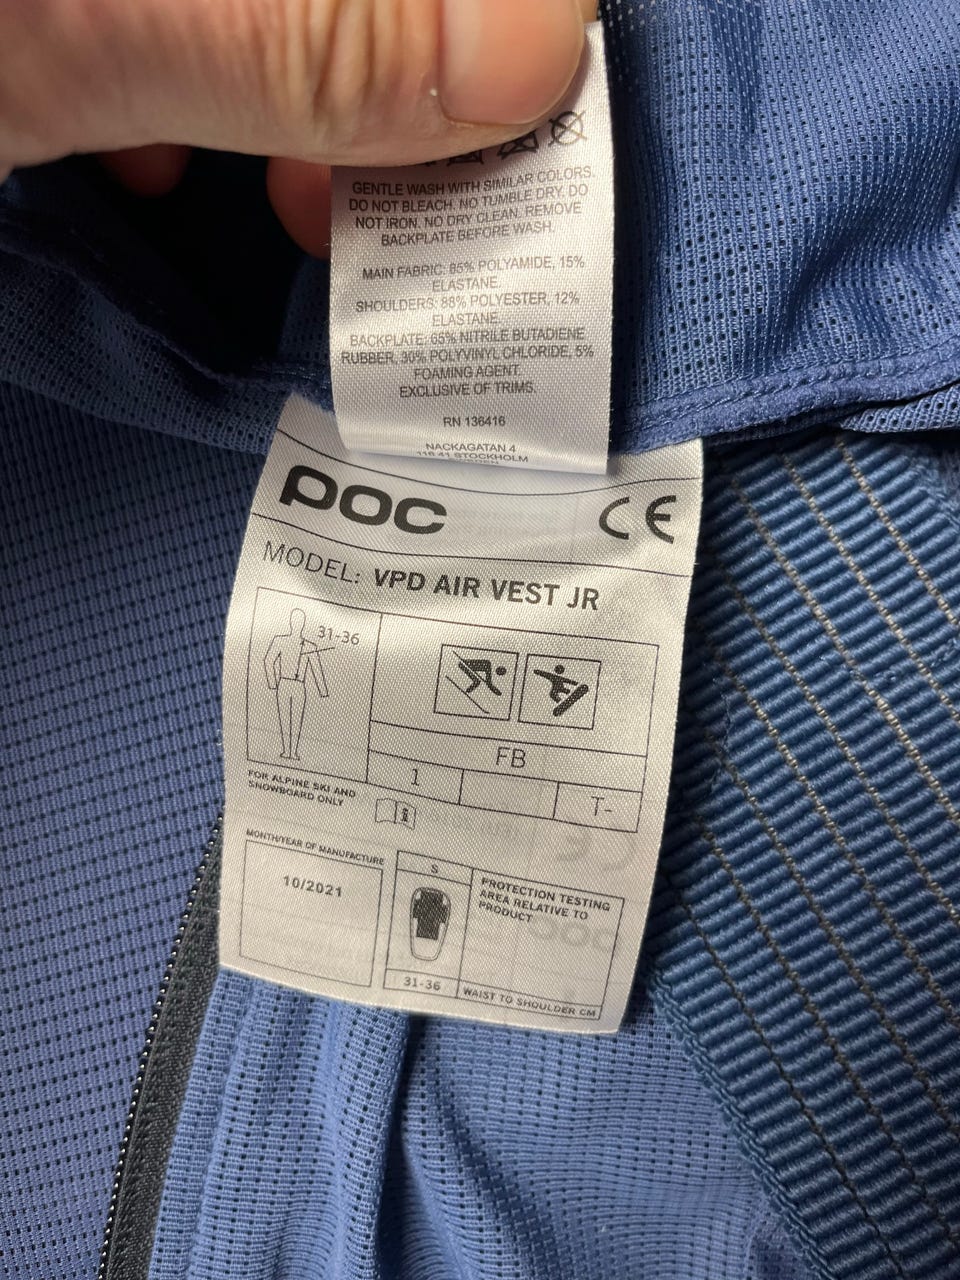 GENTLE WASH WITH SIMILAR COLORS.
DO NOT BLEACH. NO TUMBLE DRY. DO
NOT IRON. NO DRY CLEAN. REMOVE
BACKPLATE BEFORE WASH.
MAIN FABRIC: 85% POLYAMIDE, 15%
ELASTANE.
SHOULDERS: 88% POLYESTER, 12%
ELASTANE
BACKPLATE: 65% NITRILE BUTADIENE
RUBBER, 30% POLYVINYL CHLORIDE, 5%
FOAMING AGENT.
EXCLUSIVE OF TRIMS.
RN 136416
NACKAGATAN 4
116 41 STOCKHOLM
SWEDEN
POC CE
MODEL: VPD AIR VEST JR
31-36
FB
1 T-
FOR ALPINE SKI AND
SNOWBOARD ONLY
i
MONTH/YEAR OF MANUFACTURE
10/2021
S
PROTECTION TESTING
AREA RELATIVE TO
PRODUCT
31-36
WAIST TO SHOULDER CM